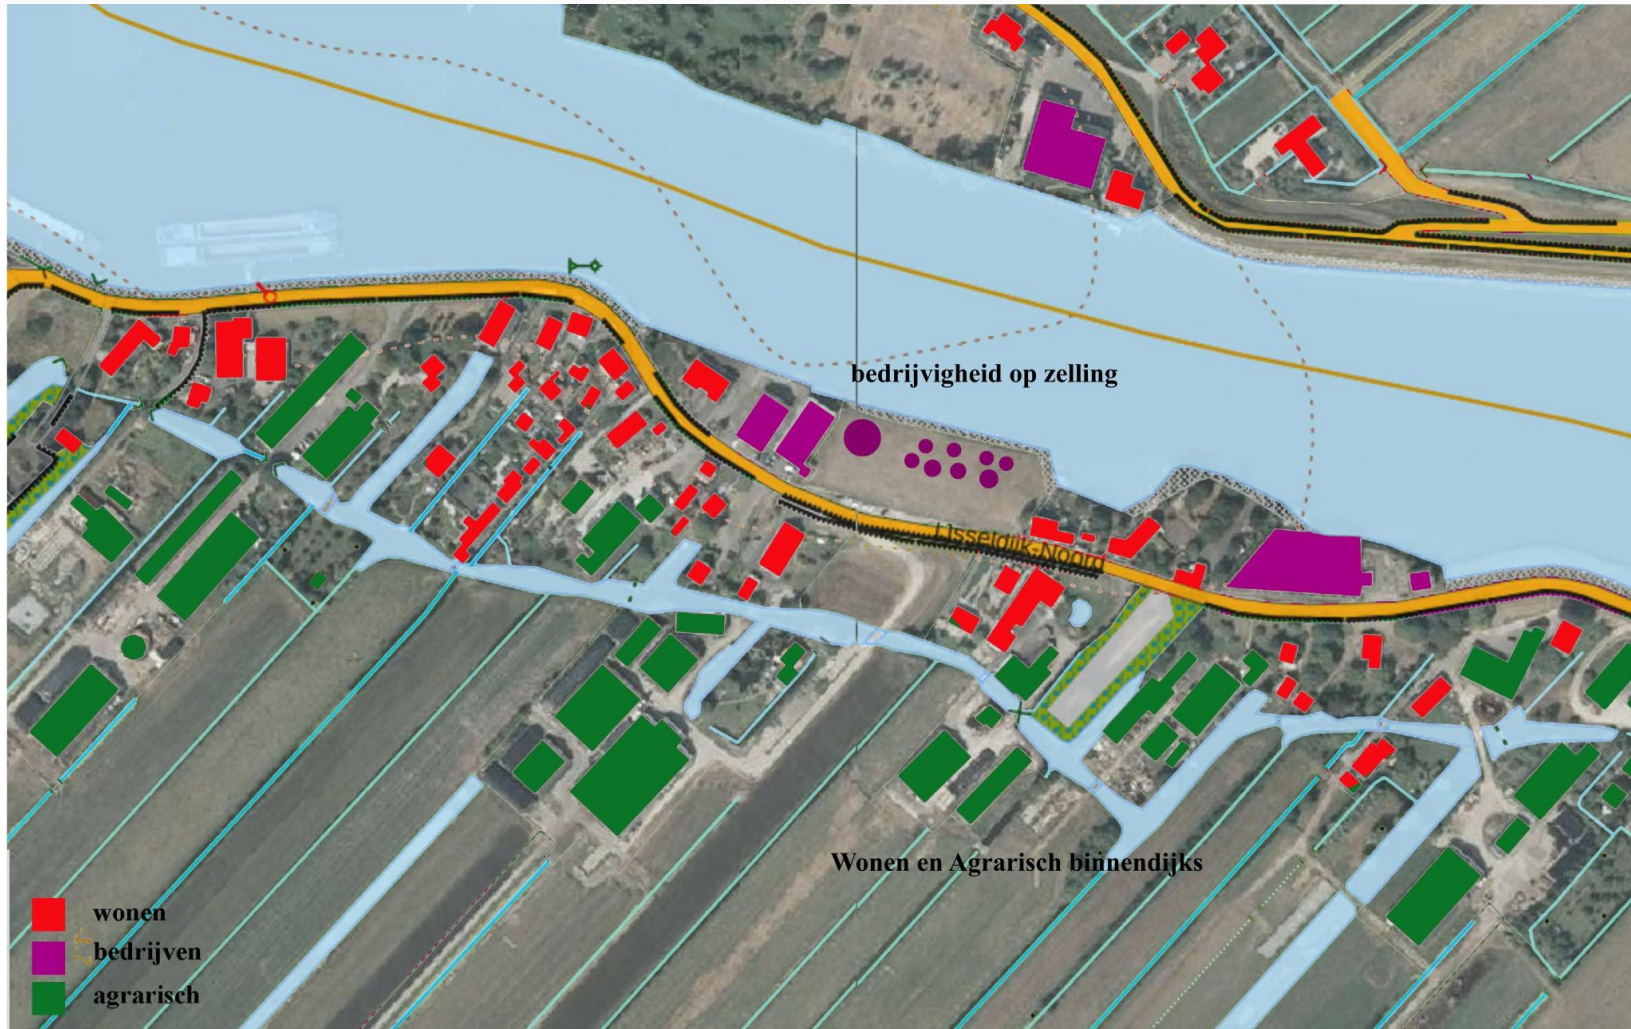 bedrijvigheid op zelling
IJsseldijk-Noord
Wonen en Agrarisch binnendijks
wonen
bedrijven
agrarisch